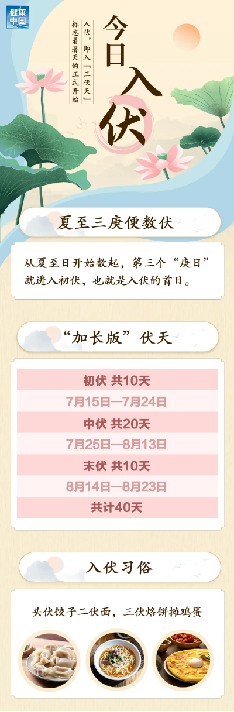 健康
中国
今日
入伏
入伏，即入“三伏天”
标志着暑天的正式开始
夏至三庚便数伏
从夏至日开始数起，第三个“庚日”
就进入初伏，也就是入伏的首日。
“加长版”伏天
初伏 共10天
7月15日—7月24日
中伏 共20天
7月25日—8月13日
末伏 共10天
8月14日—8月23日
共计40天
入伏习俗
头伏饺子二伏面，三伏烙饼摊鸡蛋